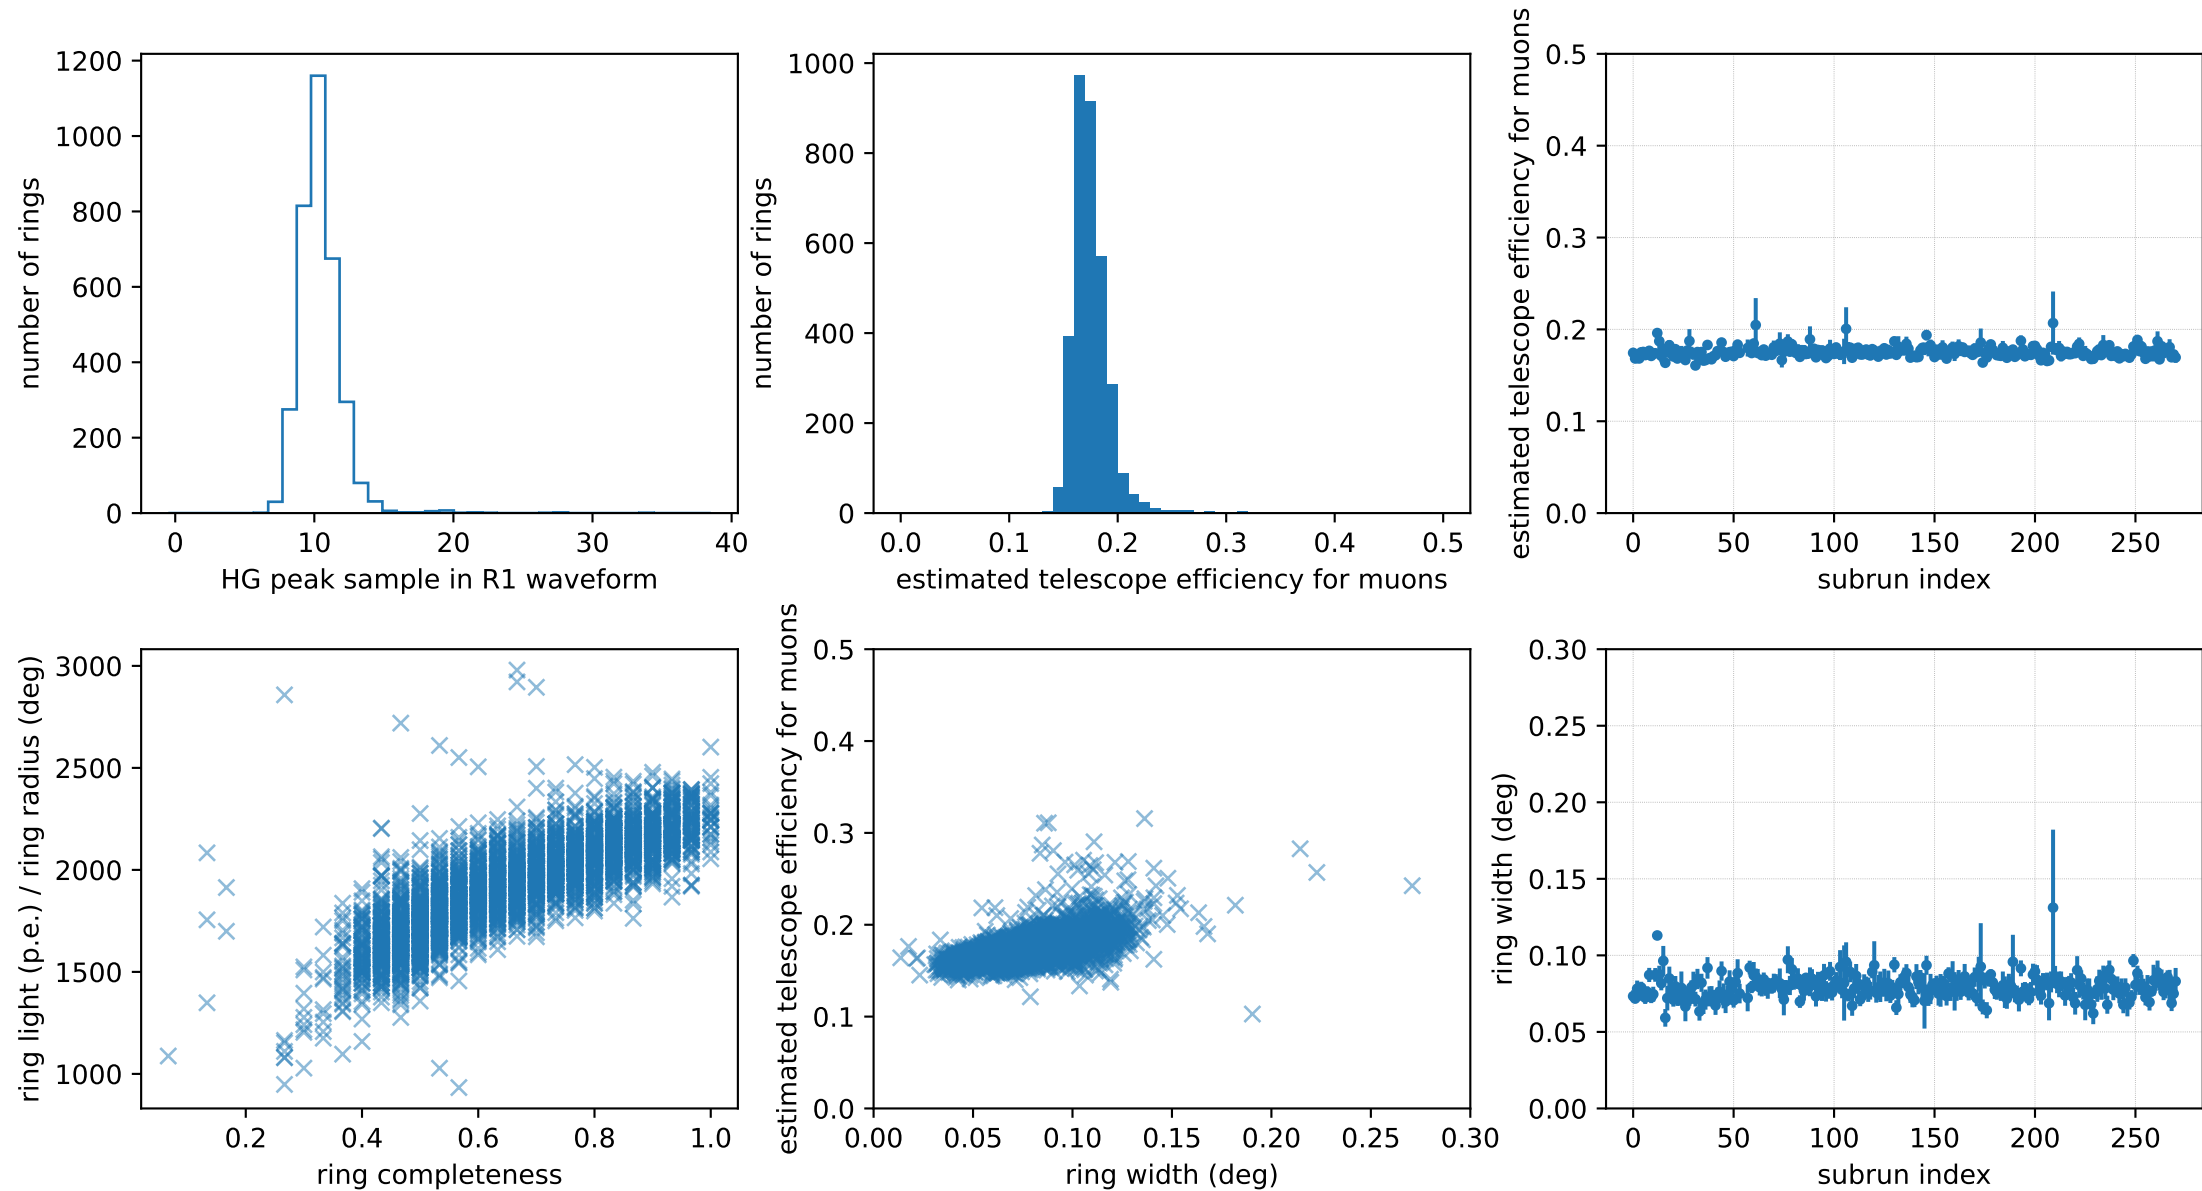 1200
1000
800
600
400
200
0
number of rings
0 10 20 30 40
HG peak sample in R1 waveform
1000
800
600
400
200
0
number of rings
0.0 0.1 0.2 0.3 0.4 0.5
estimated telescope efficiency for muons
0.5
0.4
0.3
0.2
0.1
0.0
estimated telescope efficiency for muons
0 50 100 150 200 250
subrun index
3000
2500
2000
1500
1000
ring light (p.e.) / ring radius (deg)
0.2 0.4 0.6 0.8 1.0
ring completeness
0.5
0.4
0.3
0.2
0.1
0.0
estimated telescope efficiency for muons
0.00 0.05 0.10 0.15 0.20 0.25 0.30
ring width (deg)
0.30
0.25
0.20
0.15
0.10
0.05
0.00
ring width (deg)
0 50 100 150 200 250
subrun index